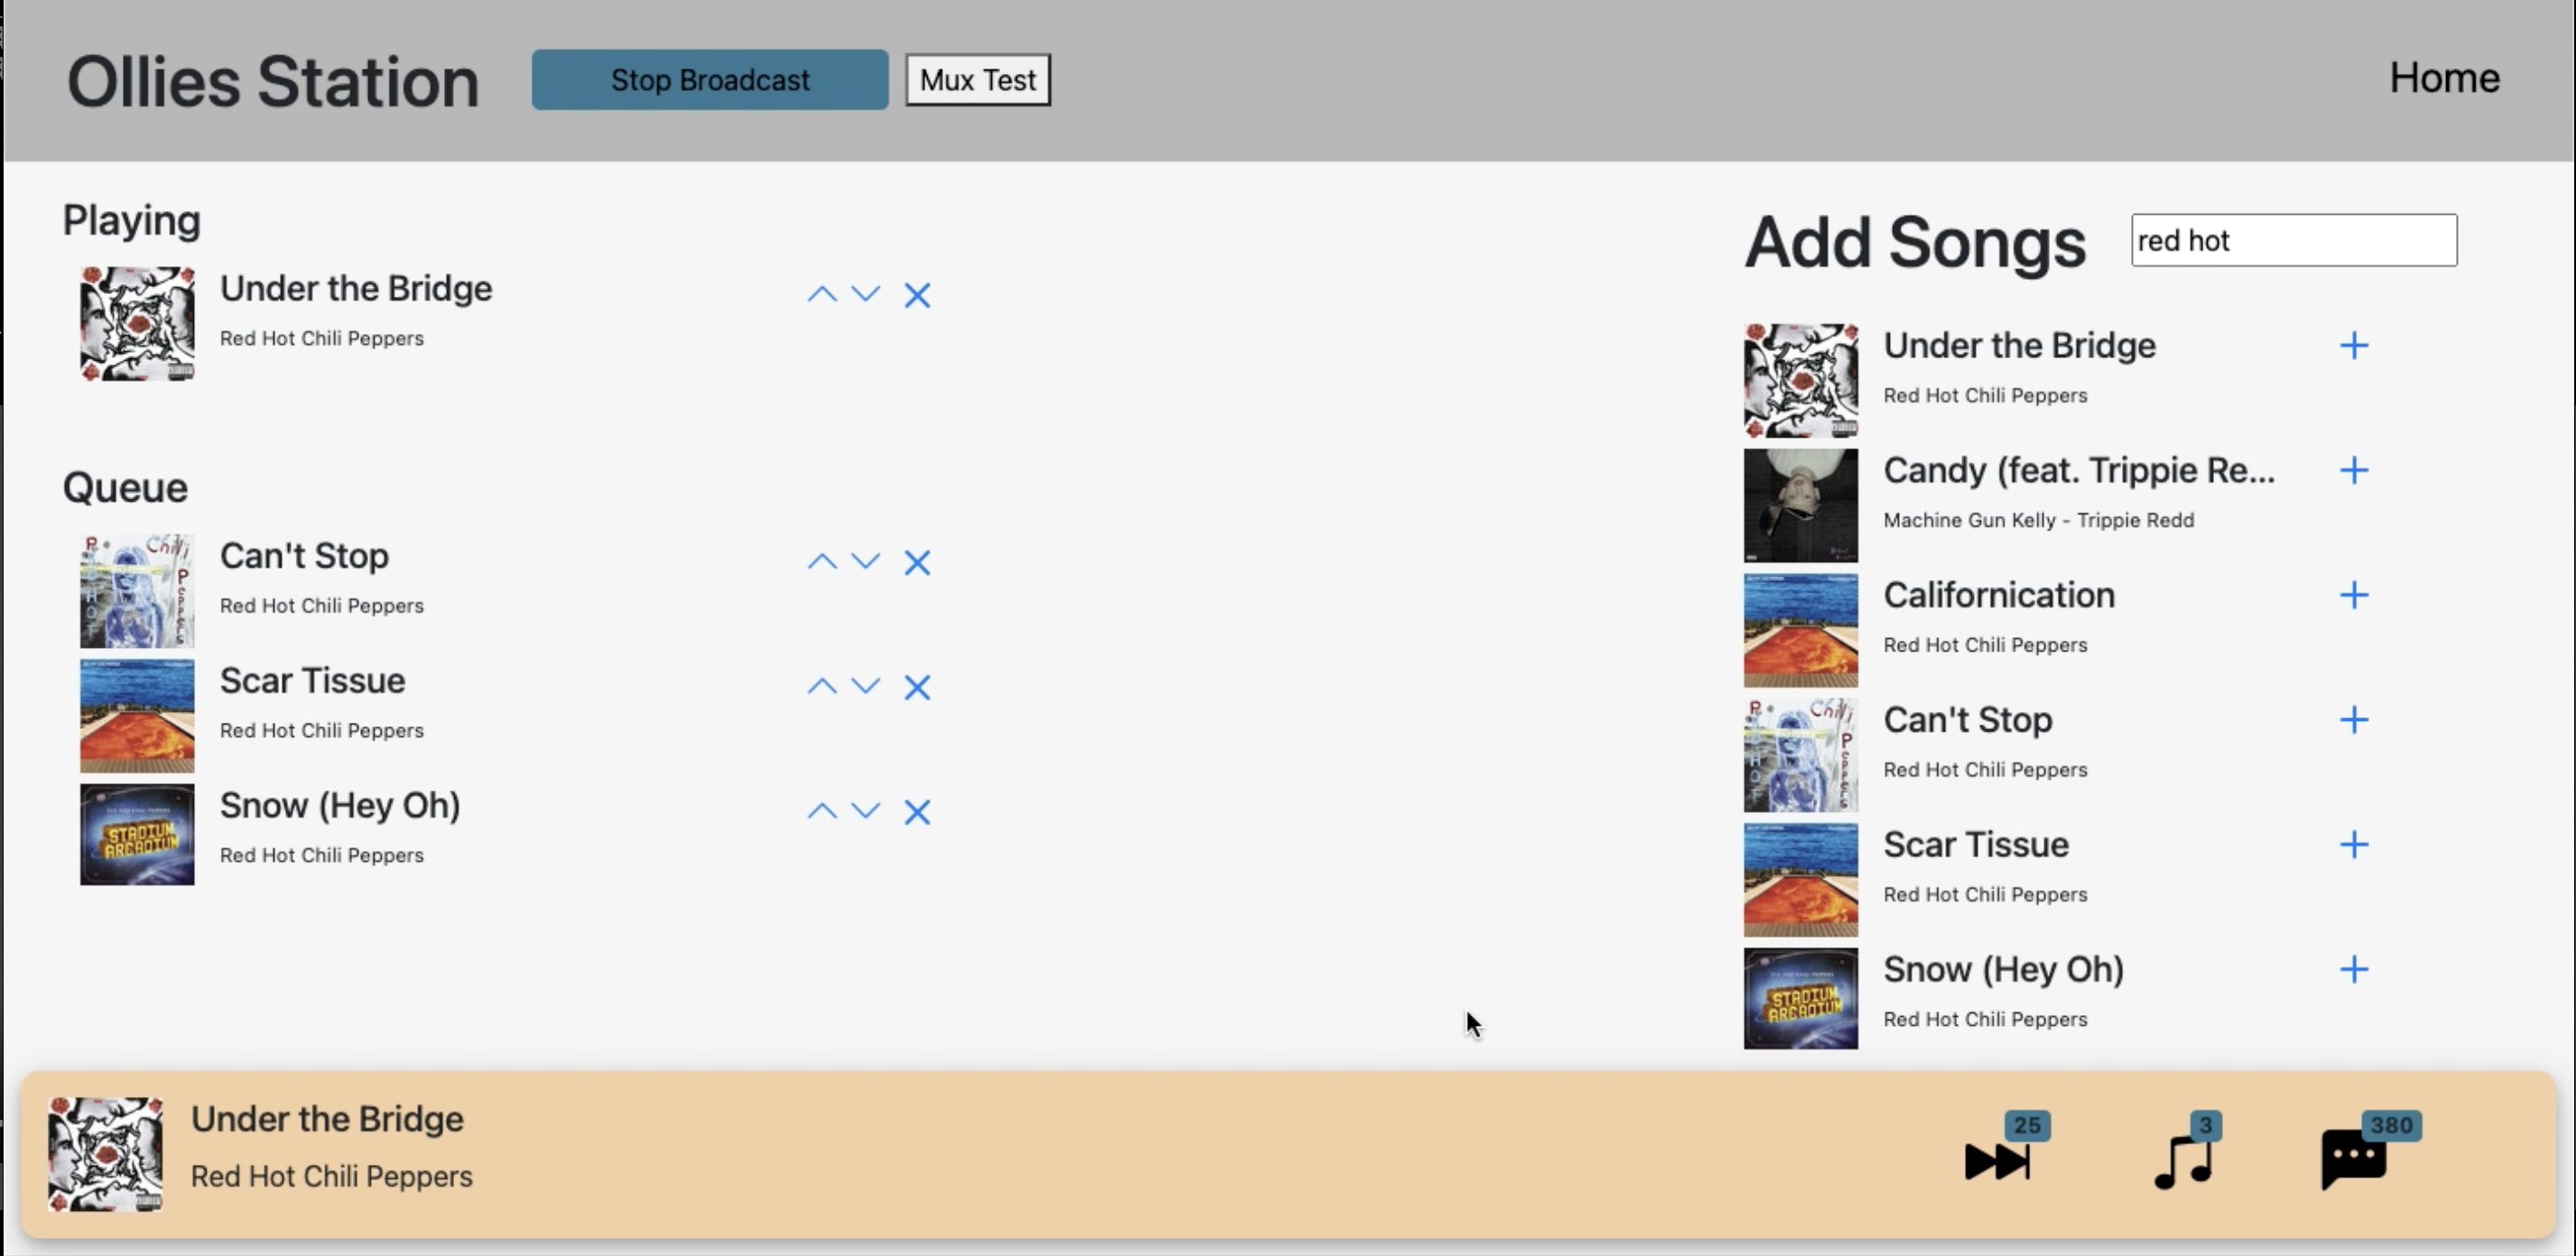 Ollies Station
Stop Broadcast
Mux Test
Home
Playing
Under the Bridge
Red Hot Chili Peppers
Queue
Can't Stop
Red Hot Chili Peppers
Scar Tissue
Red Hot Chili Peppers
Snow (Hey Oh)
Red Hot Chili Peppers
STADIUM
ARCADIUM
Add Songs
red hot
Under the Bridge
Red Hot Chili Peppers
Candy (feat. Trippie Re...
Machine Gun Kelly - Trippie Redd
Californication
Red Hot Chili Peppers
Can't Stop
Red Hot Chili Peppers
Scar Tissue
Red Hot Chili Peppers
Snow (Hey Oh)
Red Hot Chili Peppers
STADIUM
ARCADIUM
Under the Bridge
Red Hot Chili Peppers
25
3
380